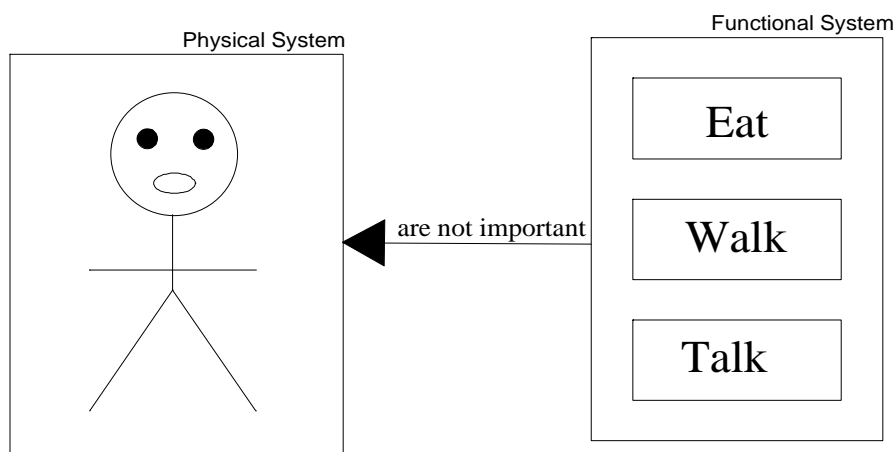 Physical System
Functional System
Eat
are not important
Walk
Talk